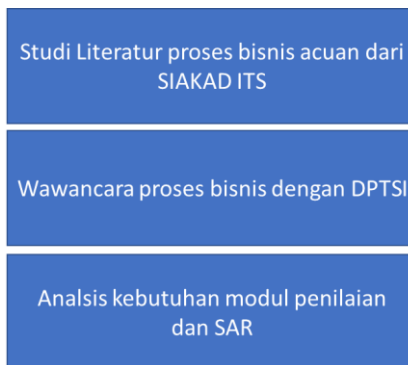 Studi Literatur proses bisnis acuan dari
SIAKAD ITS
Wawancara proses bisnis dengan DPTSI
Analsis kebutuhan modul penilaian
dan SAR